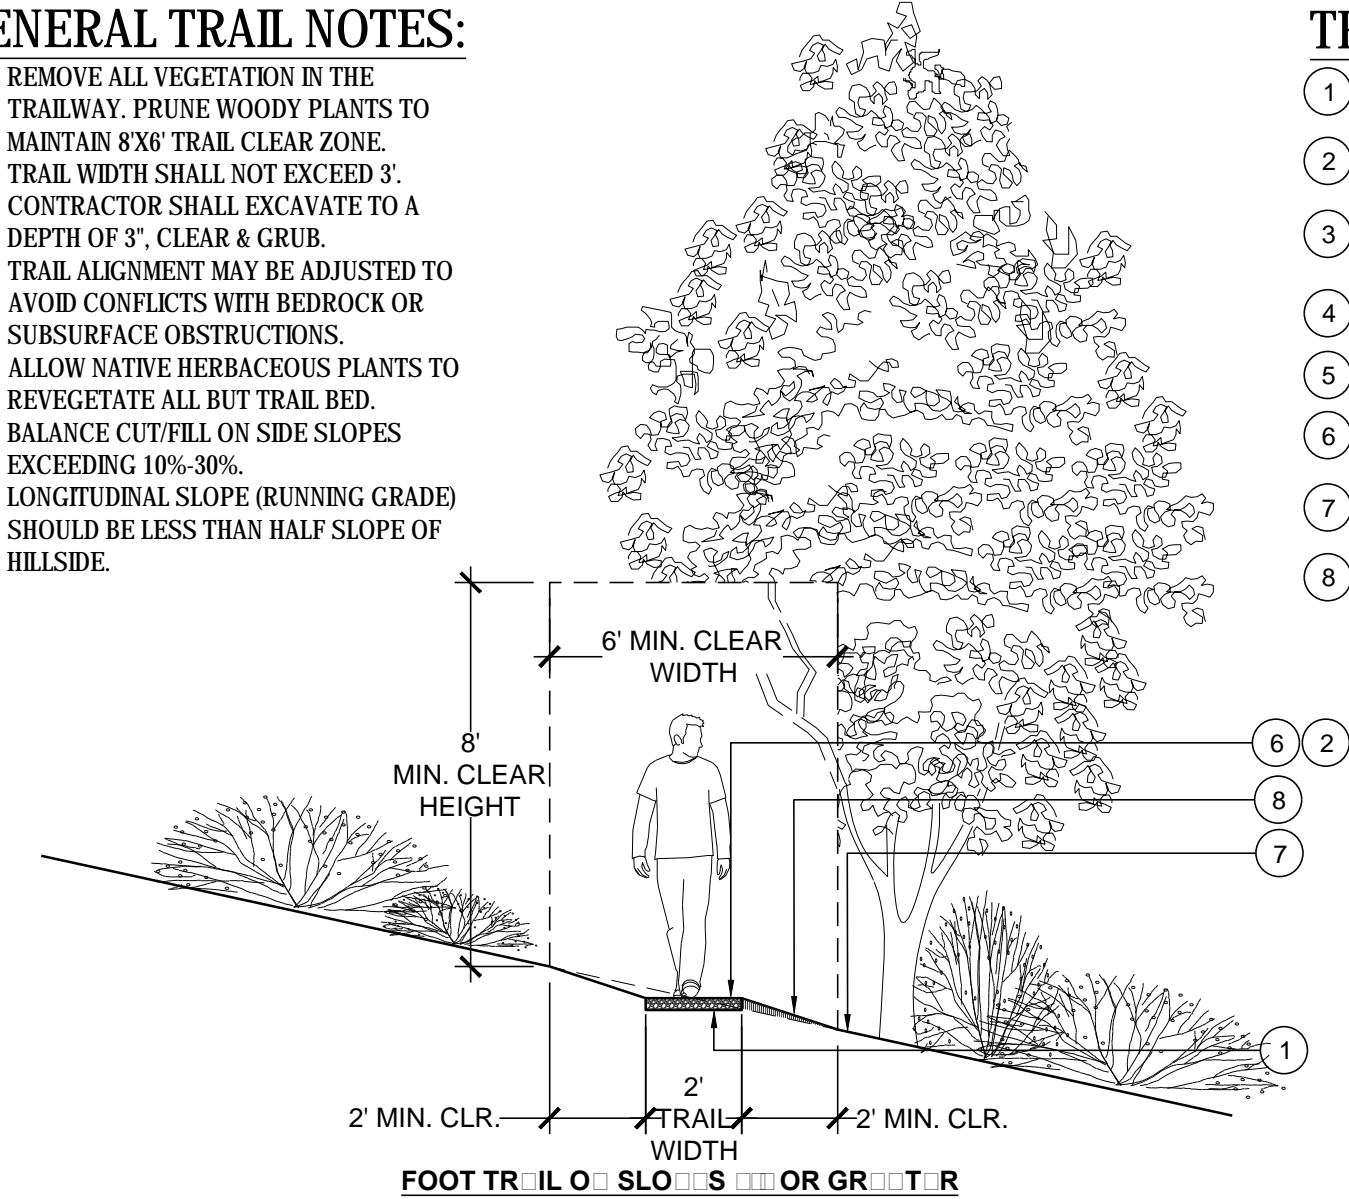 ENERAL TRAIL NOTES:
REMOVE ALL VEGETATION IN THE
TRAILWAY. PRUNE WOODY PLANTS TO
MAINTAIN 8'X6' TRAIL CLEAR ZONE.
TRAIL WIDTH SHALL NOT EXCEED 3'.
CONTRACTOR SHALL EXCAVATE TO A
DEPTH OF 3", CLEAR & GRUB.
TRAIL ALIGNMENT MAY BE ADJUSTED TO
AVOID CONFLICTS WITH BEDROCK OR
SUBSURFACE OBSTRUCTIONS.
ALLOW NATIVE HERBACEOUS PLANTS TO
REVEGETATE ALL BUT TRAIL BED.
BALANCE CUT/FILL ON SIDE SLOPES
EXCEEDING 10%-30%.
LONGITUDINAL SLOPE (RUNNING GRADE)
SHOULD BE LESS THAN HALF SLOPE OF
HILLSIDE.
1
2
3
4
5
6
7
8
6' MIN. CLEAR
WIDTH
8'
MIN. CLEAR
HEIGHT
6 2
8
7
1
2' MIN. CLR.
2'
TRAIL
WIDTH
2' MIN. CLR.
FOOT TR□IL O□ SLO□□S □□□ OR GR□□T□R